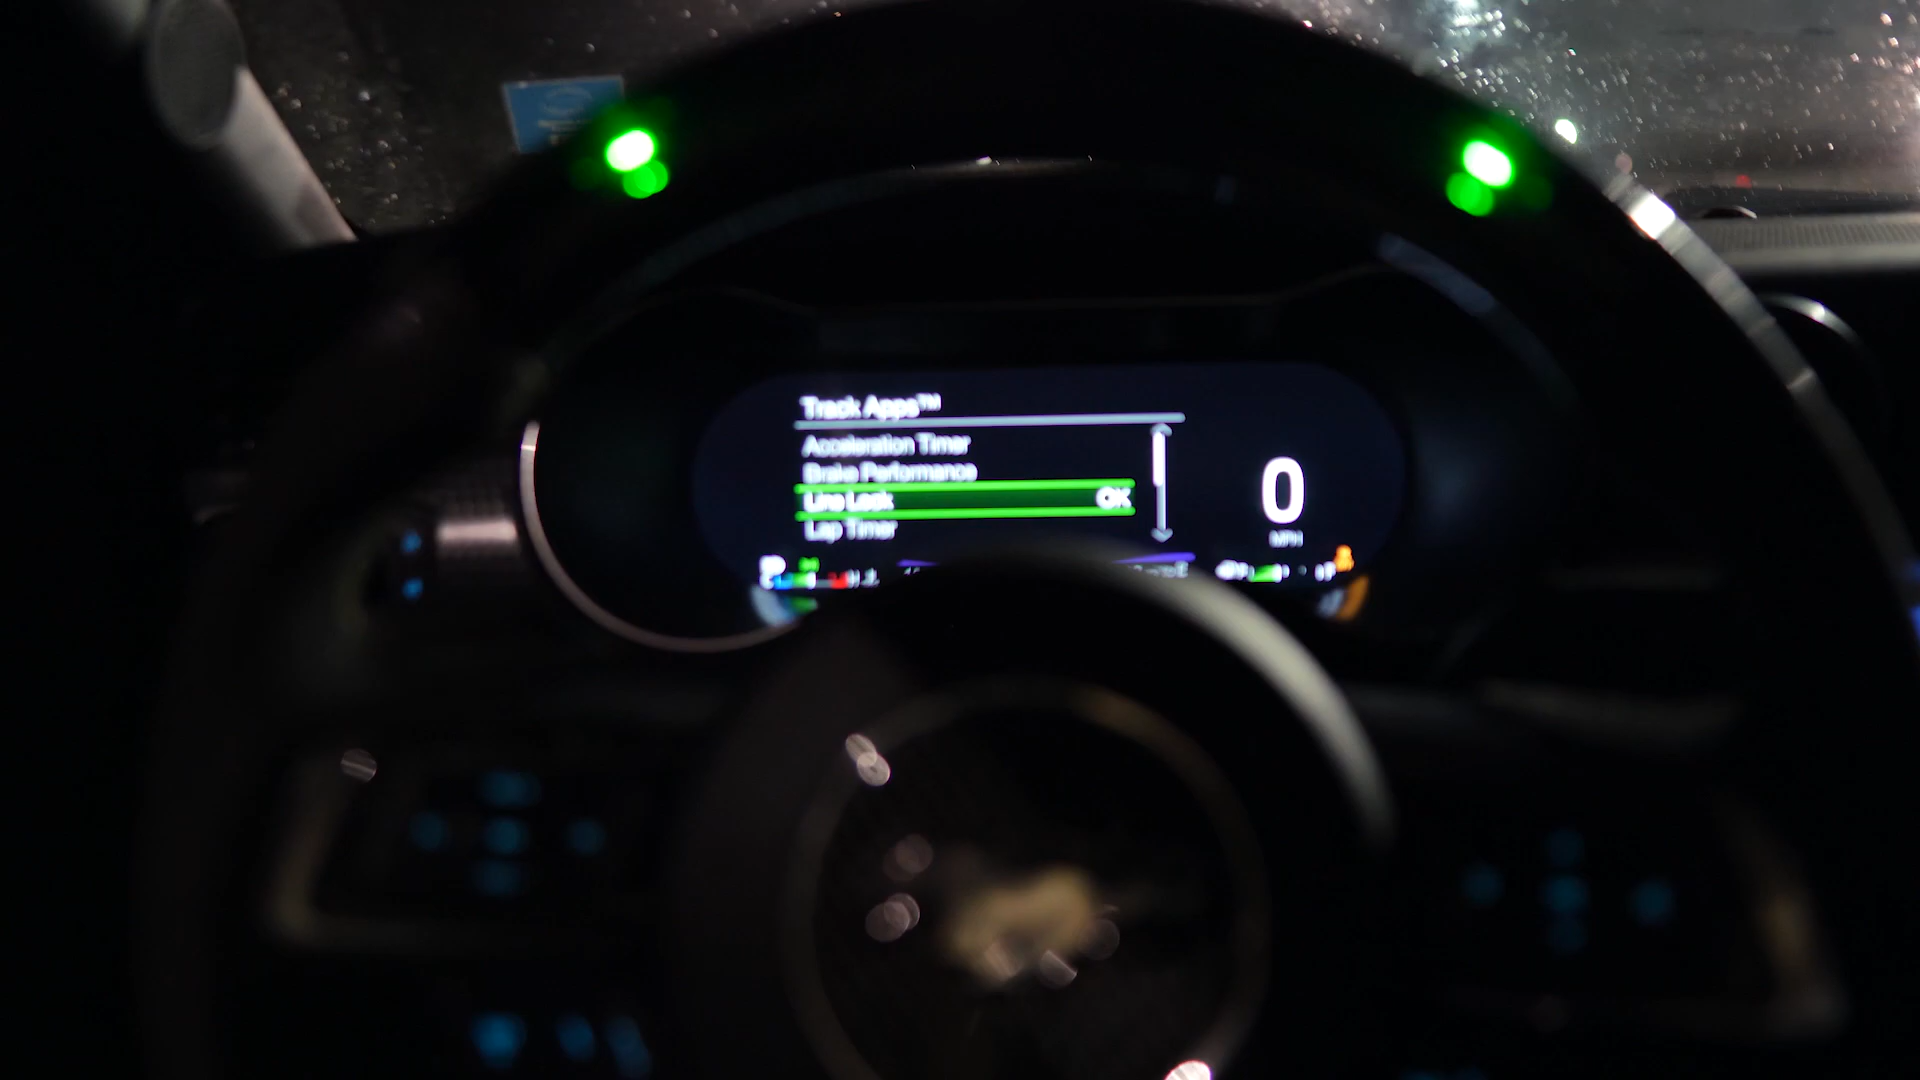 Track Apps™
Acceleration Timer
Brake Performance
Line Lock OK
Lap Timer
0
MPH